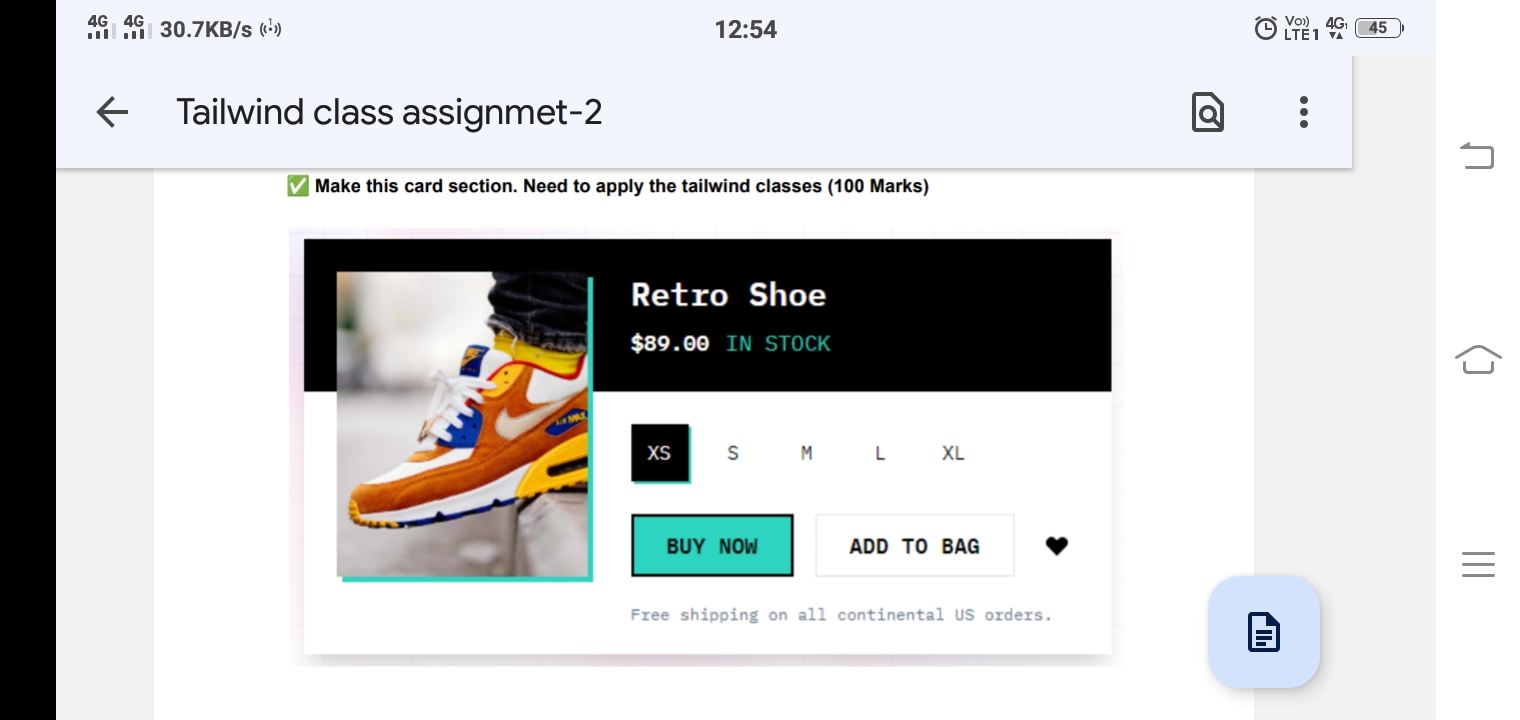 4G 4G 30.7KB/s 12:54 Vo)) LTE1 4G 45
Tailwind class assignmet-2
✅ Make this card section. Need to apply the tailwind classes (100 Marks)
Retro Shoe
$89.00 IN STOCK
AIR MAX
XS S M L XL
BUY NOW ADD TO BAG
Free shipping on all continental US orders.